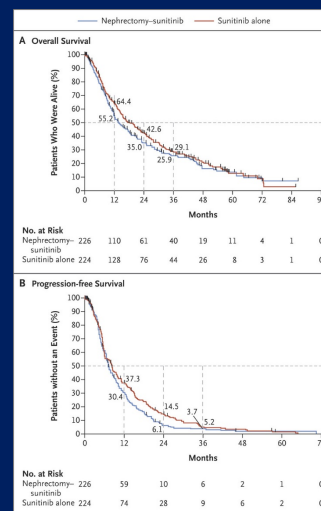 Nephrectomy–sunitinib
Sunitinib alone
A Overall Survival
Patients Who Were Alive (%)
100
90
80
70
60
50
40
30
20
10
0
64.4
55.2
42.6
35.0
29.1
25.9
0 12 24 36 48 60 72 84 9
Months
No. at Risk
Nephrectomy– 226 110 61 40 19 11 4 1 0
sunitinib
Sunitinib alone 224 128 76 44 26 8 3 1 0
B Progression-free Survival
Patients without an Event (%)
100
90
80
70
60
50
40
30
20
10
0
37.3
30.4
14.5
6.1
3.7
5.2
0 12 24 36 48 60 7
Months
No. at Risk
Nephrectomy– 226 59 10 6 2 1 0
sunitinib
Sunitinib alone 224 74 28 9 6 2 0